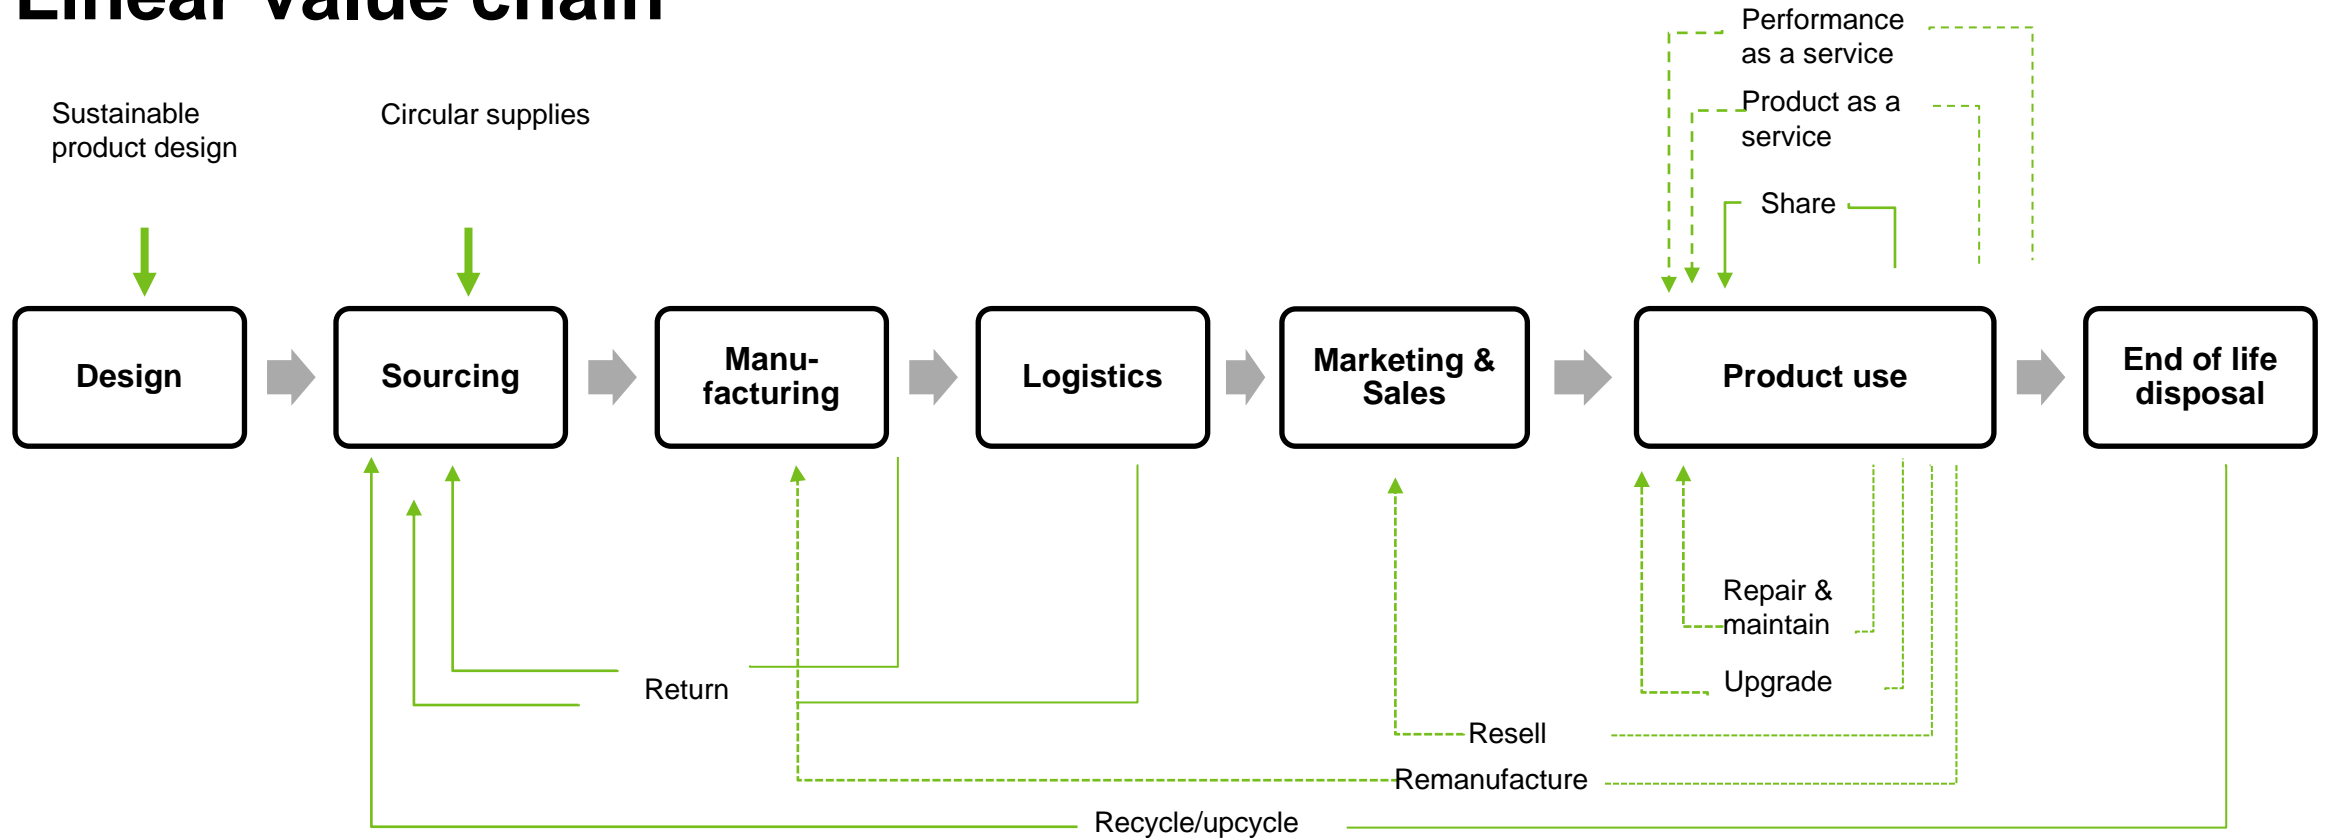 Linear value chain
Performance
as a service
Product as a
service
Sustainable
product design
Circular supplies
Share
Design
Sourcing
Manu-
facturing
Logistics
Marketing &
Sales
Product use
End of life
disposal
Repair &
maintain
Return
Upgrade
Resell
Remanufacture
Recycle/upcycle